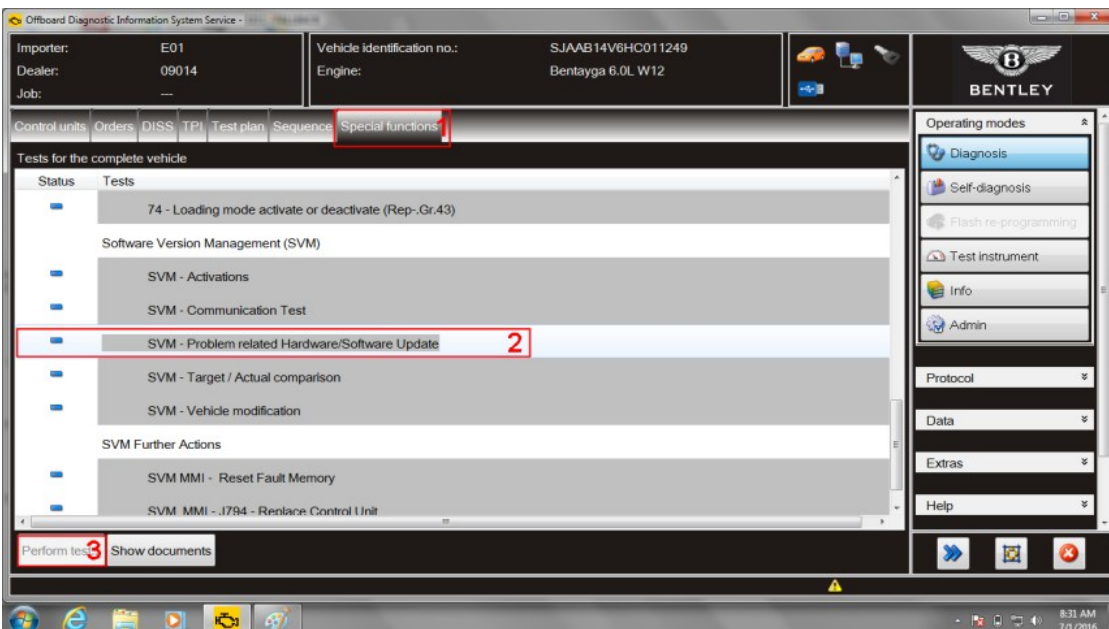 Offboard Diagnostic Information System Service -
Importer: E01
Dealer: 09014
Job: ---
Vehicle identification no.: SJAAB14V6HC011249
Engine: Bentayga 6.0L W12
B
BENTLEY
Control units Orders DISS TPI Test plan Sequence Special functions 1
Tests for the complete vehicle
Status Tests
74 - Loading mode activate or deactivate (Rep-.Gr.43)
Software Version Management (SVM)
SVM - Activations
SVM - Communication Test
SVM - Problem related Hardware/Software Update 2
SVM - Target / Actual comparison
SVM - Vehicle modification
SVM Further Actions
SVM MMI - Reset Fault Memory
SVM MMI - J794 - Replace Control Unit
Perform test 3 Show documents
Operating modes
Diagnosis
Self-diagnosis
Flash re-programming
Test instrument
Info
Admin
Protocol
Data
Extras
Help
8:31 AM
7/1/2016